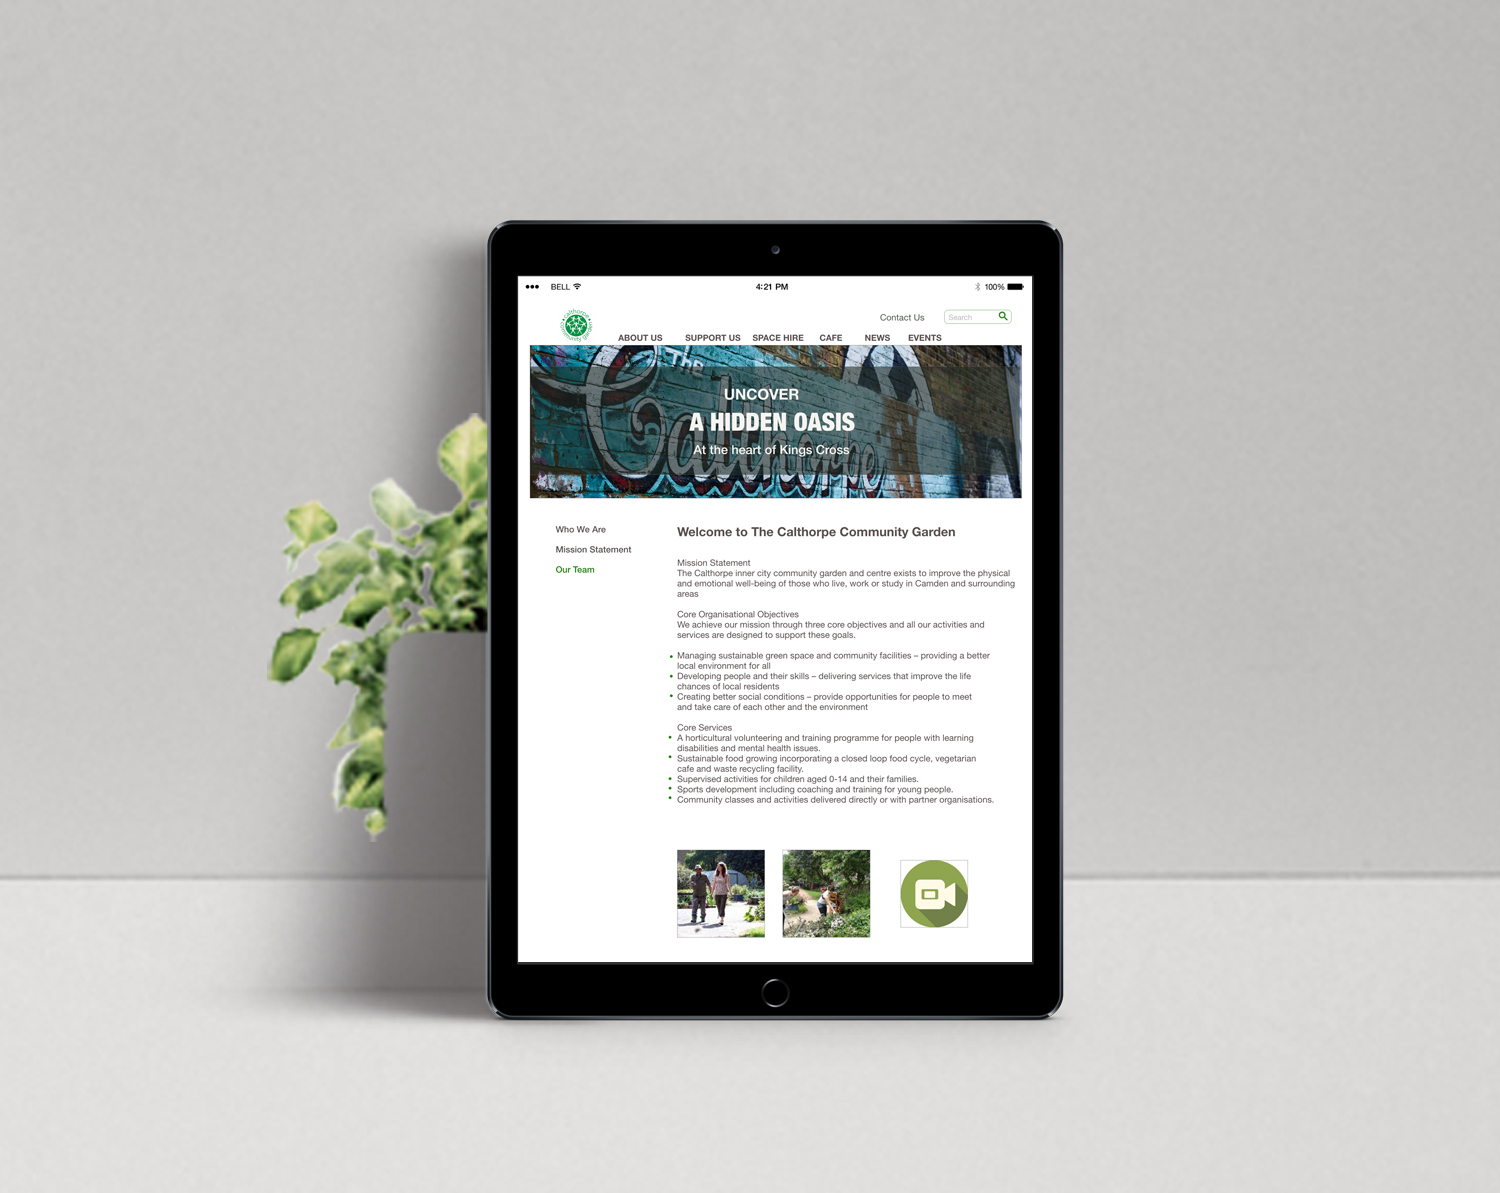 BELL
4:21 PM
100%
Contact Us
Search
calthorpe community garden
ABOUT US SUPPORT US SPACE HIRE CAFE NEWS EVENTS
The
Calthorpe
UNCOVER
A HIDDEN OASIS
At the heart of Kings Cross
Who We Are
Mission Statement
Our Team
Welcome to The Calthorpe Community Garden
Mission Statement
The Calthorpe inner city community garden and centre exists to improve the physical
and emotional well-being of those who live, work or study in Camden and surrounding
areas
Core Organisational Objectives
We achieve our mission through three core objectives and all our activities and
services are designed to support these goals.
• Managing sustainable green space and community facilities – providing a better
local environment for all
• Developing people and their skills – delivering services that improve the life
chances of local residents
• Creating better social conditions – provide opportunities for people to meet
and take care of each other and the environment
Core Services
• A horticultural volunteering and training programme for people with learning
disabilities and mental health issues.
• Sustainable food growing incorporating a closed loop food cycle, vegetarian
cafe and waste recycling facility.
• Supervised activities for children aged 0-14 and their families.
• Sports development including coaching and training for young people.
• Community classes and activities delivered directly or with partner organisations.